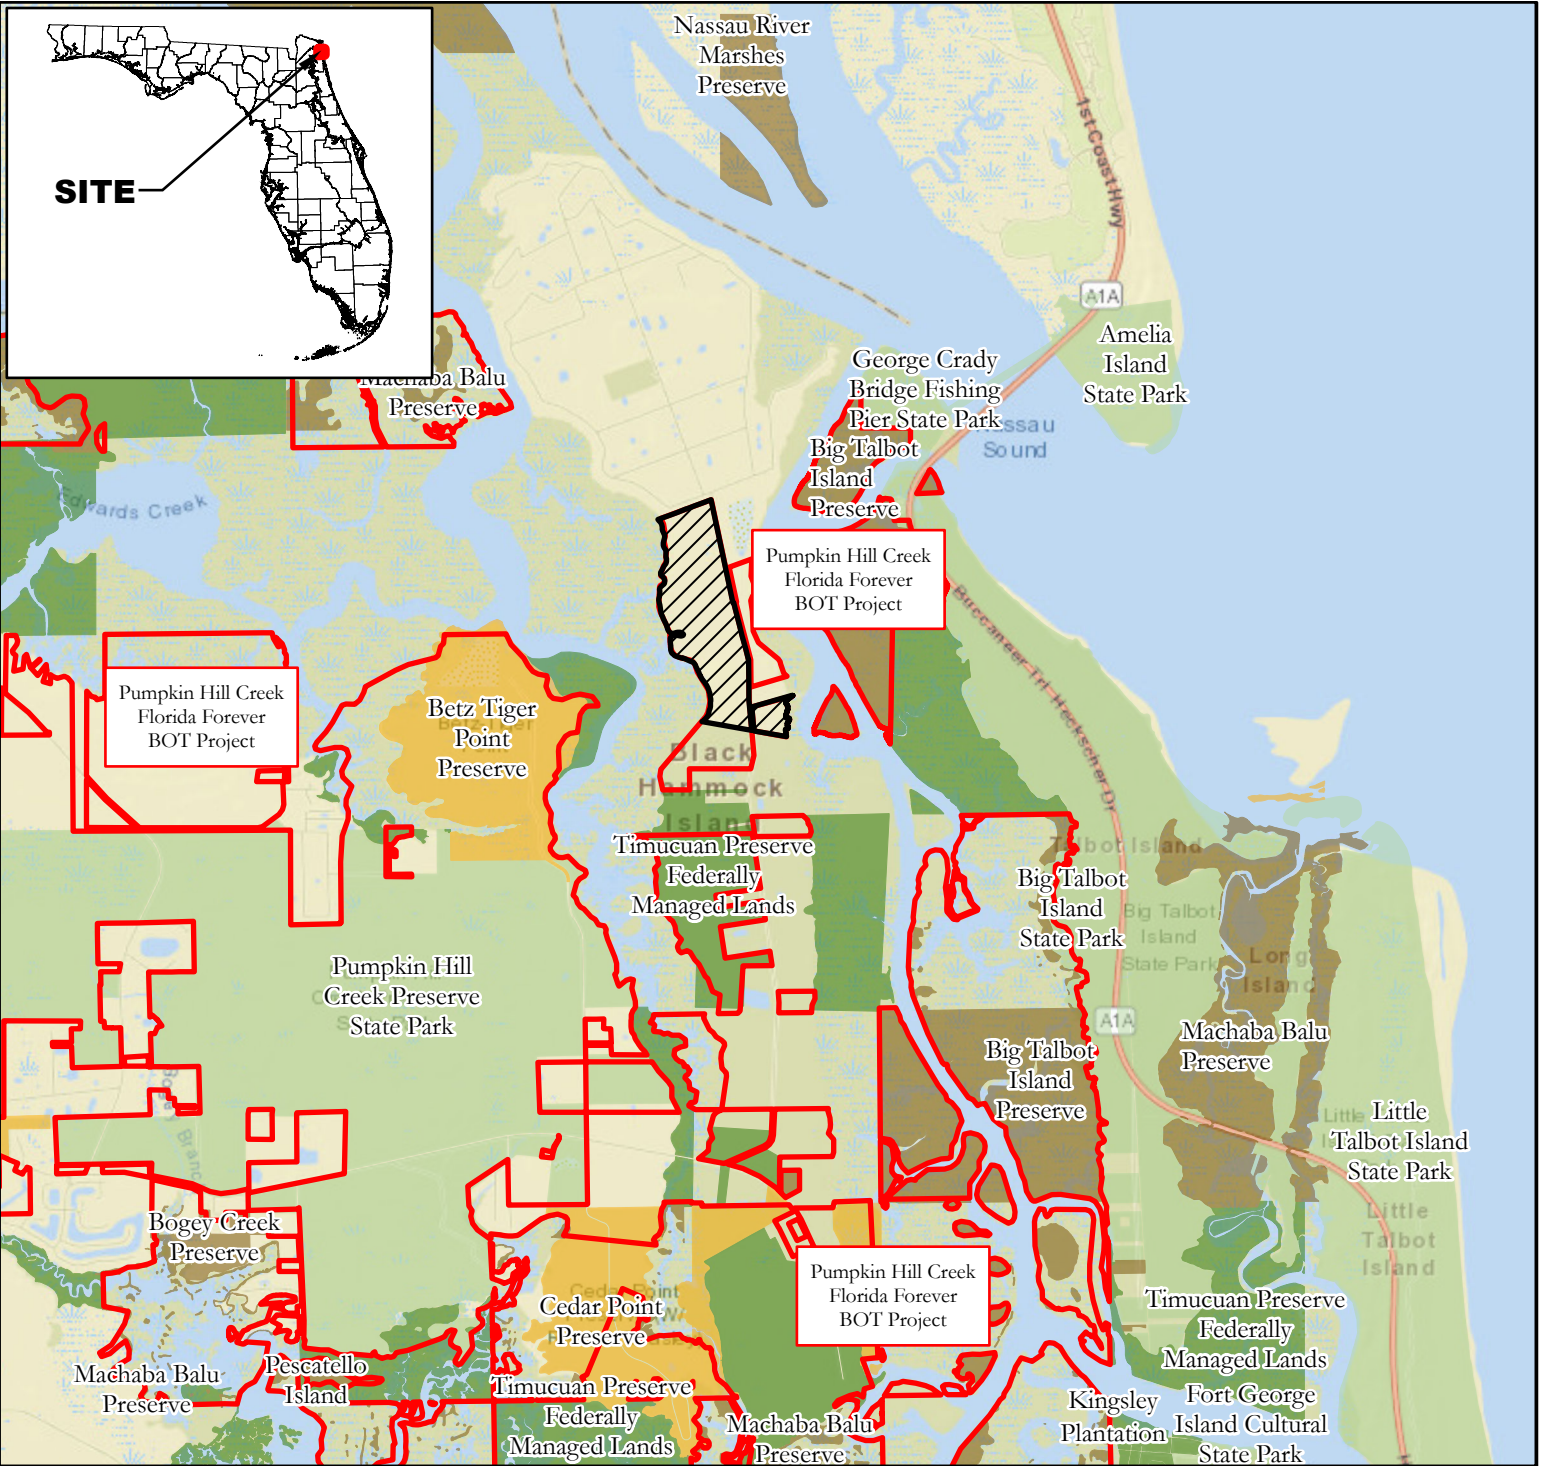 SITE
Nassau River
Marshes
Preserve
1st Coast Hwy
A1A
Amelia
Island
State Park
George Crady
Bridge Fishing
Pier State Park
Nassau
Sound
Big Talbot
Island
Preserve
Machaba Balu
Preserve
Edwards Creek
Pumpkin Hill Creek
Florida Forever
BOT Project
Buccaneer Trl
Heckscher Dr
Pumpkin Hill Creek
Florida Forever
BOT Project
Betz Tiger
Point
Preserve
Black
Hammock
Island
Timucuan Preserve
Federally
Managed Lands
Talbot Island
Big Talbot
Island
State Park
Big Talbot
Island
State Park
Long
Island
Pumpkin Hill
Creek Preserve
State Park
A1A
Machaba Balu
Preserve
Big Talbot
Island
Preserve
Little
Talbot Island
State Park
Little
Little
Talbot
Island
Bogey Creek
Preserve
Pumpkin Hill Creek
Florida Forever
BOT Project
Cedar Point
Cedar Point
Preserve
Timucuan Preserve
Federally
Managed Lands
Machaba Balu
Preserve
Pescatello
Island
Timucuan Preserve
Federally
Managed Lands
Machaba Balu
Preserve
Kingsley
Plantation
Fort George
Island Cultural
State Park